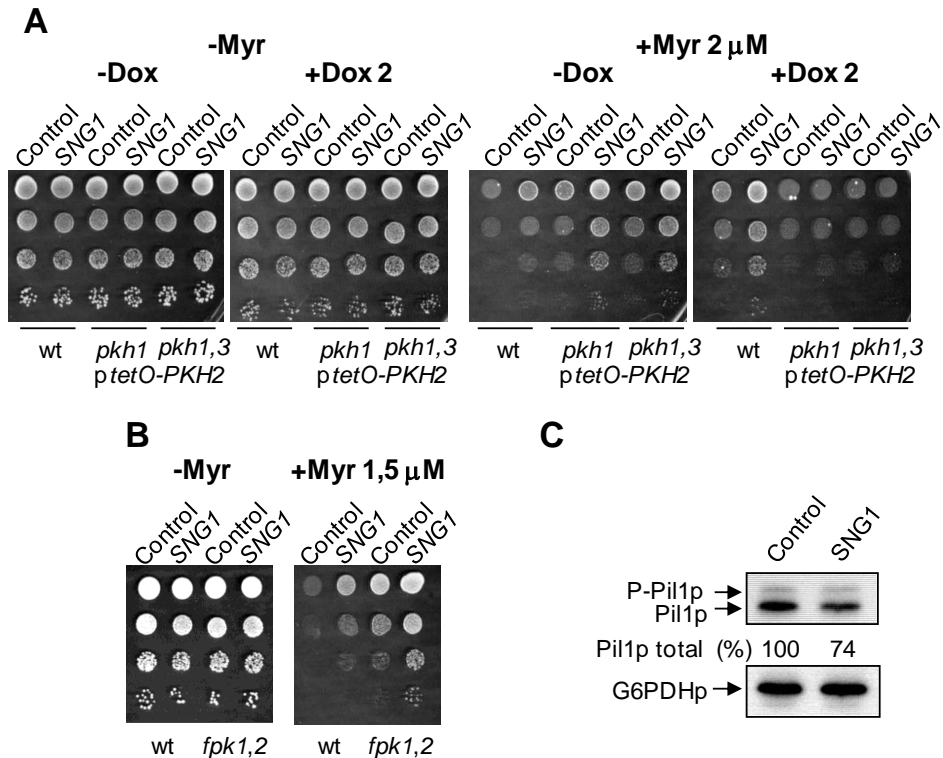 A
-Myr
+Myr 2 μM
-Dox
+Dox 2
-Dox
+Dox 2
Control
SNG1
Control
SNG1
Control
SNG1
Control
SNG1
Control
SNG1
Control
SNG1
Control
SNG1
Control
SNG1
Control
SNG1
Control
SNG1
Control
SNG1
Control
SNG1
wt
pkh1
pkh1,3
ptetO-PKH2
wt
pkh1
pkh1,3
ptetO-PKH2
wt
pkh1
pkh1,3
ptetO-PKH2
wt
pkh1
pkh1,3
ptetO-PKH2
B
-Myr
+Myr 1,5 μM
Control
SNG1
Control
SNG1
Control
SNG1
Control
SNG1
wt
fpk1,2
wt
fpk1,2
C
Control
SNG1
P-Pil1p
Pil1p
Pil1p total (%) 100 74
G6PDHp